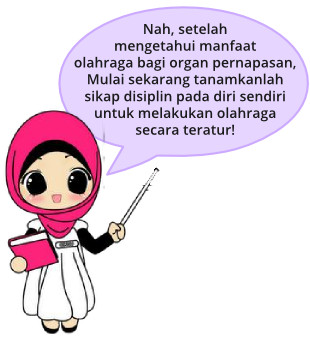 Nah, setelah
mengetahui manfaat
olahraga bagi organ pernapasan,
Mulai sekarang tanamkanlah
sikap disiplin pada diri sendiri
untuk melakukan olahraga
secara teratur!